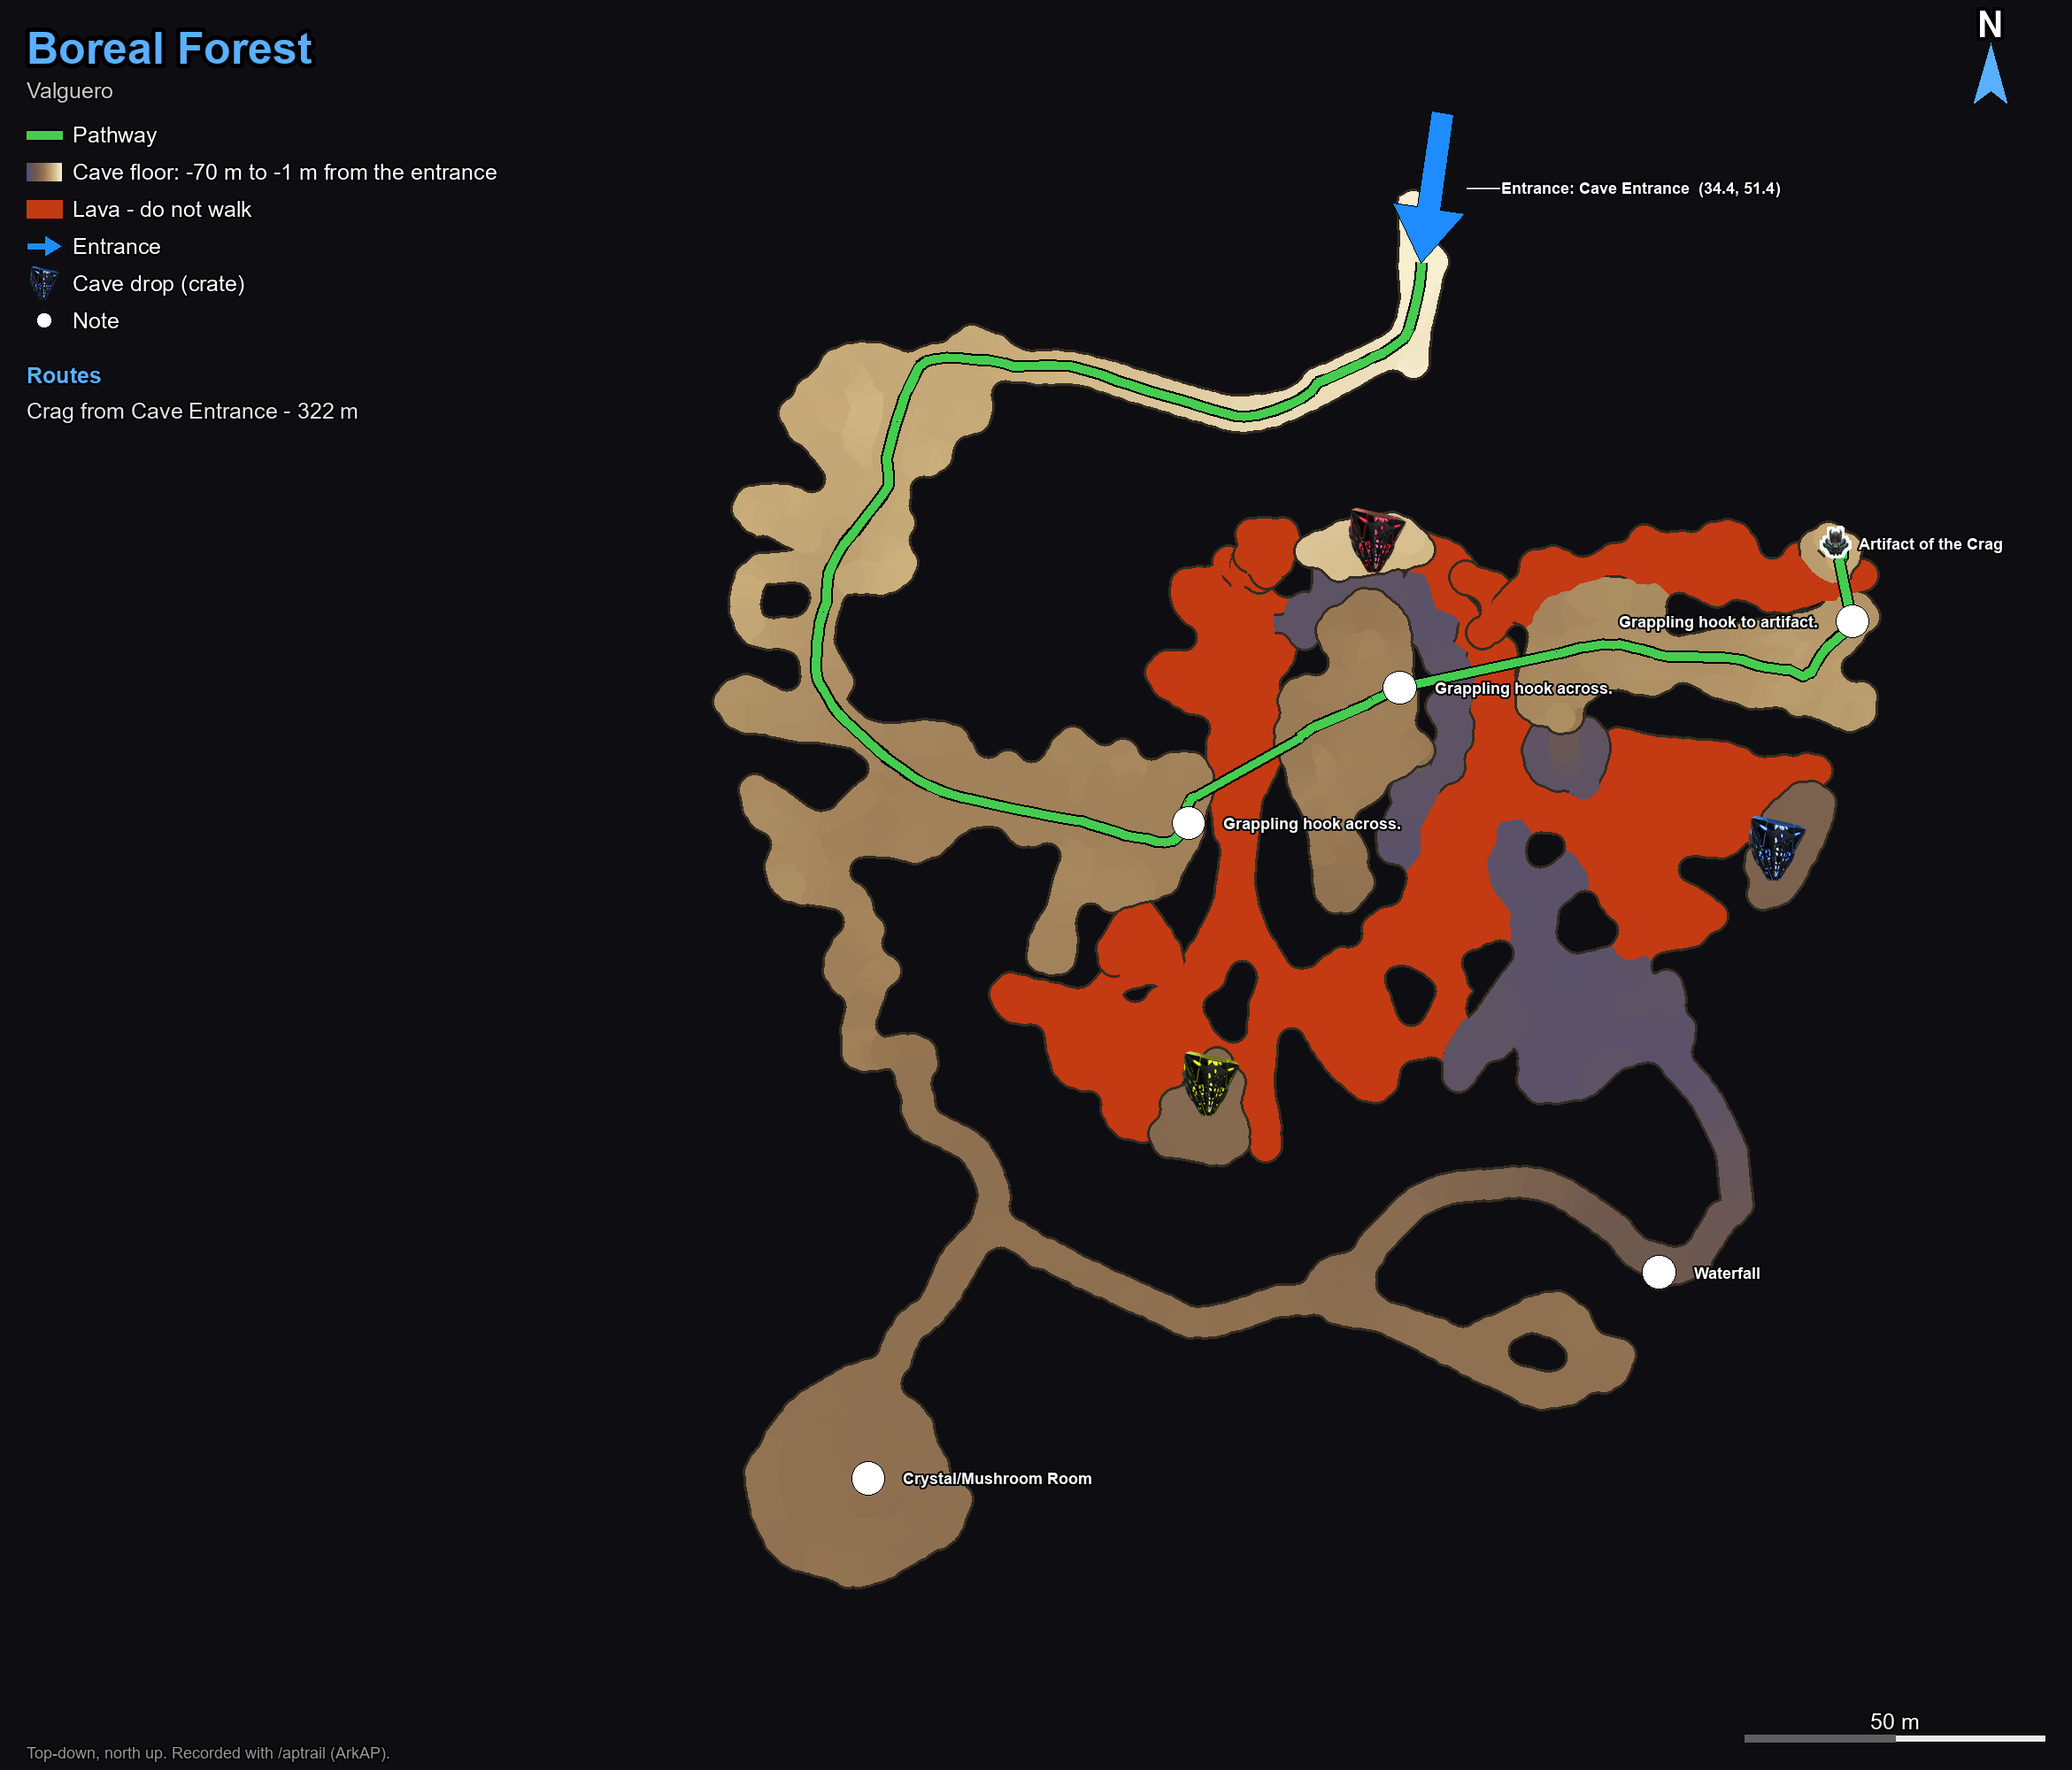 Boreal Forest
Valguero
Pathway
Cave floor: -70 m to -1 m from the entrance
Lava - do not walk
Entrance
Cave drop (crate)
Note
Routes
Crag from Cave Entrance - 322 m
N
Entrance: Cave Entrance (34.4, 51.4)
Artifact of the Crag
Grappling hook to artifact.
Grappling hook across.
Grappling hook across.
Waterfall
Crystal/Mushroom Room
50 m
Top-down, north up. Recorded with /aptrail (ArkAP).